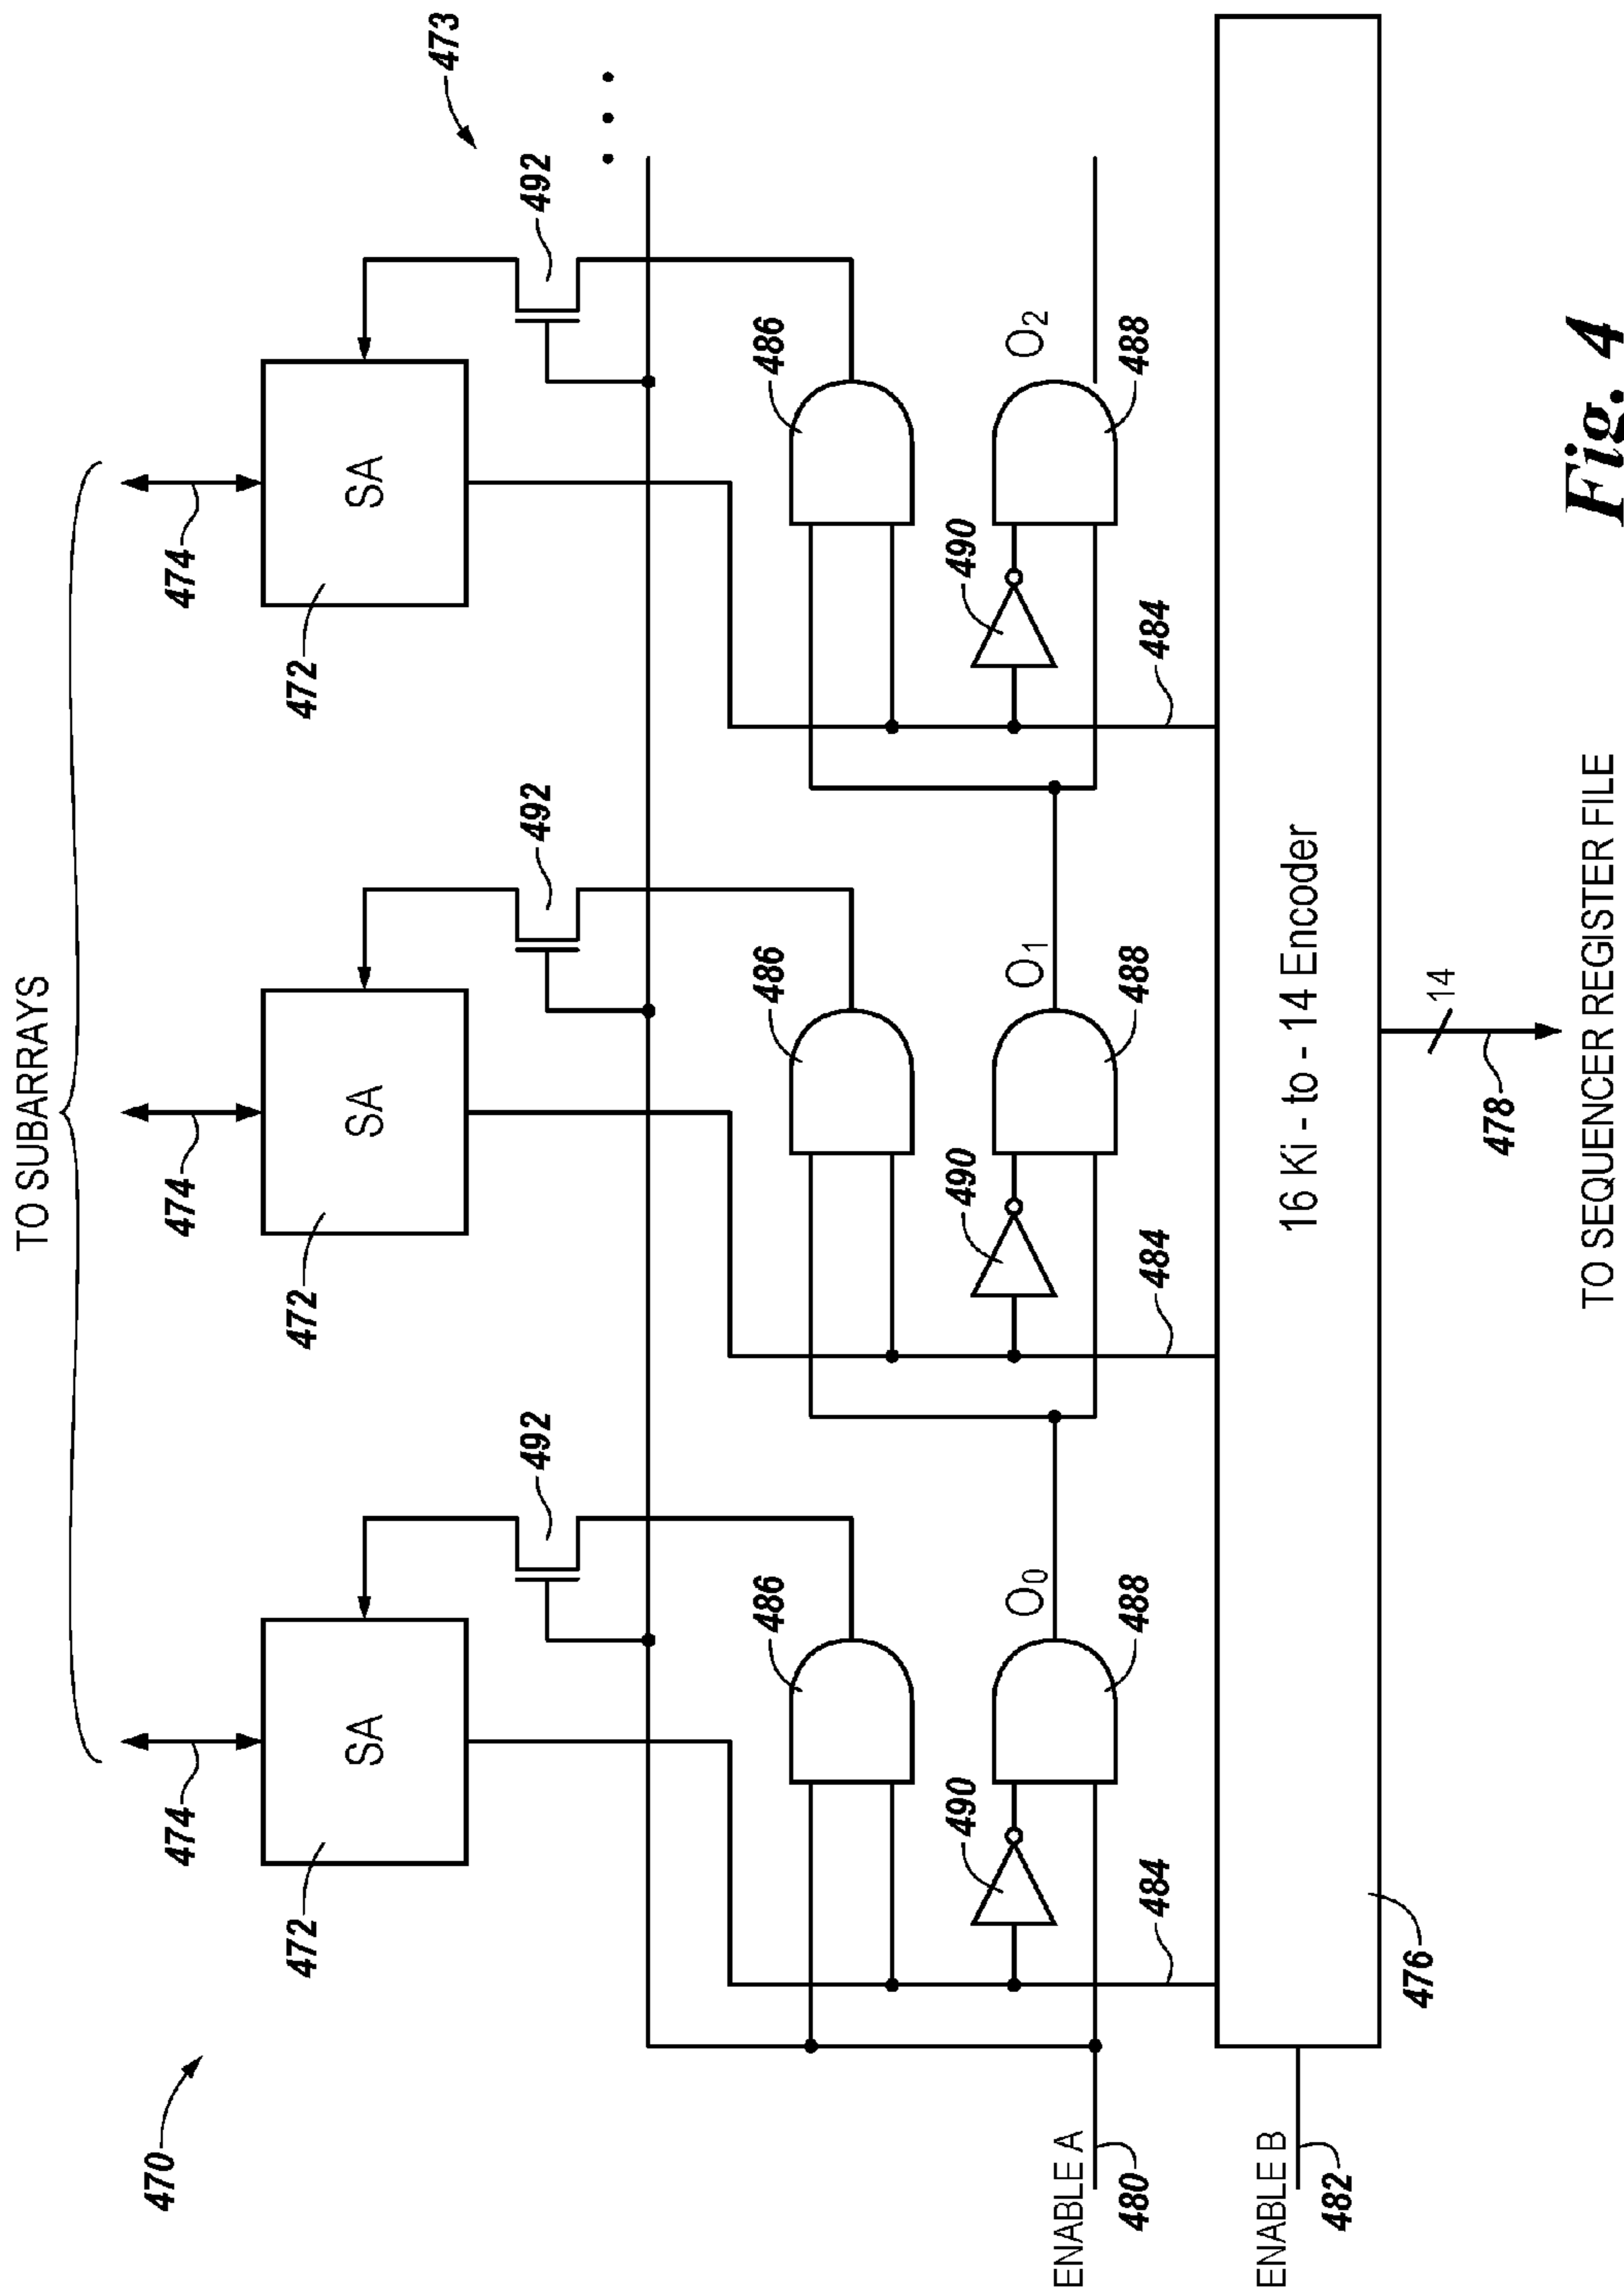 TO SUBARRAYS
470
473
474
474
474
SA
SA
SA
472
472
472
492
492
492
486
486
486
O0
O1
O2
490
490
490
488
488
488
484
484
484
ENABLE A
480
ENABLE B
482
16 Ki - to - 14 Encoder
476
14
478
TO SEQUENCER REGISTER FILE
Fig. 4